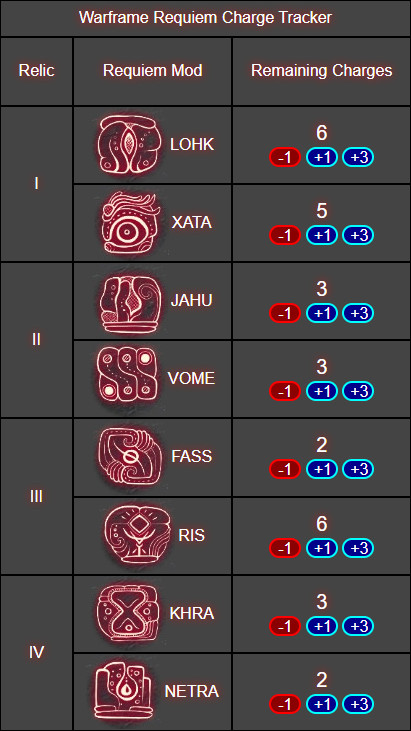 Warframe Requiem Charge Tracker
Relic Requiem Mod Remaining Charges
I
LOHK
6
-1 +1 +3
XATA
5
-1 +1 +3
II
JAHU
3
-1 +1 +3
VOME
3
-1 +1 +3
III
FASS
2
-1 +1 +3
RIS
6
-1 +1 +3
IV
KHRA
3
-1 +1 +3
NETRA
2
-1 +1 +3